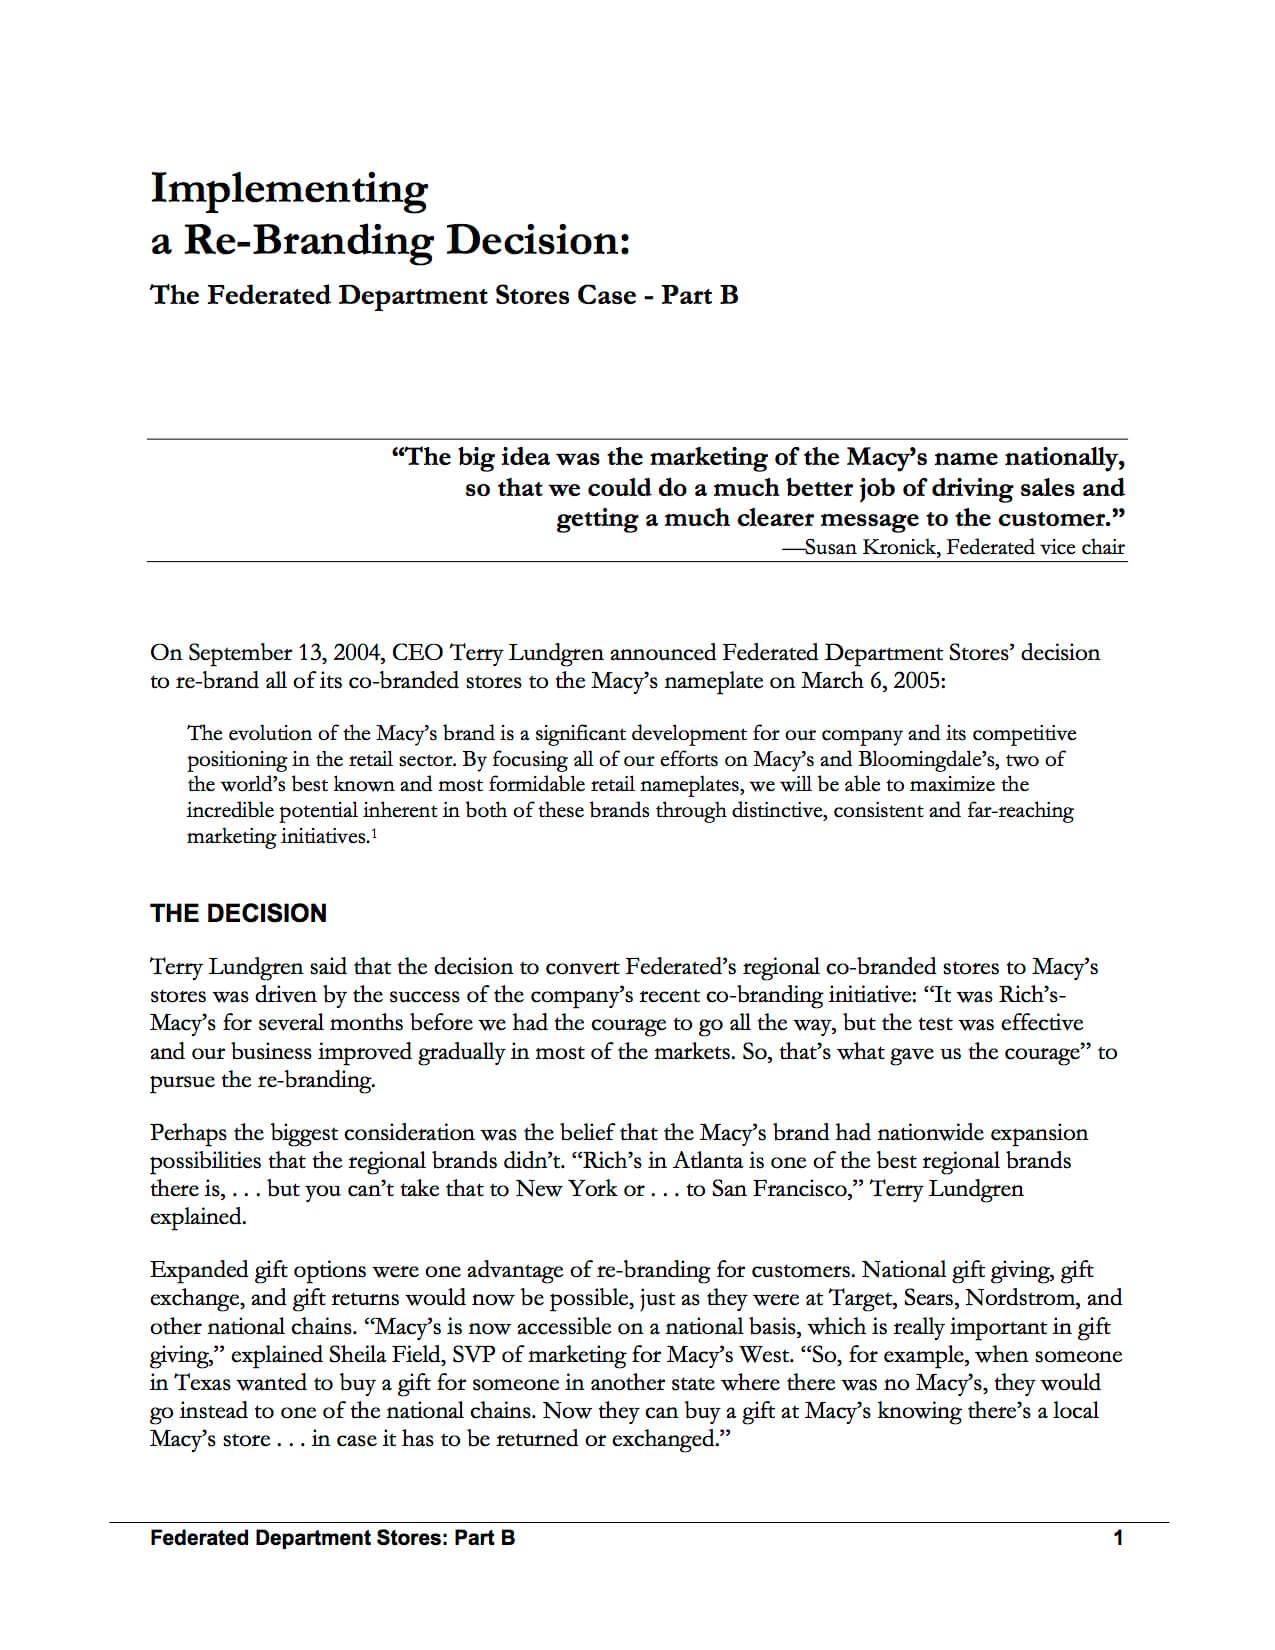 Implementing
a Re-Branding Decision:
The Federated Department Stores Case - Part B
“The big idea was the marketing of the Macy’s name nationally,
so that we could do a much better job of driving sales and
getting a much clearer message to the customer.”
—Susan Kronick, Federated vice chair
On September 13, 2004, CEO Terry Lundgren announced Federated Department Stores’ decision
to re-brand all of its co-branded stores to the Macy’s nameplate on March 6, 2005:
The evolution of the Macy’s brand is a significant development for our company and its competitive
positioning in the retail sector. By focusing all of our efforts on Macy’s and Bloomingdale’s, two of
the world’s best known and most formidable retail nameplates, we will be able to maximize the
incredible potential inherent in both of these brands through distinctive, consistent and far-reaching
marketing initiatives.1
THE DECISION
Terry Lundgren said that the decision to convert Federated’s regional co-branded stores to Macy’s
stores was driven by the success of the company’s recent co-branding initiative: “It was Rich’s-
Macy’s for several months before we had the courage to go all the way, but the test was effective
and our business improved gradually in most of the markets. So, that’s what gave us the courage” to
pursue the re-branding.
Perhaps the biggest consideration was the belief that the Macy’s brand had nationwide expansion
possibilities that the regional brands didn’t. “Rich’s in Atlanta is one of the best regional brands
there is, . . . but you can’t take that to New York or . . . to San Francisco,” Terry Lundgren
explained.
Expanded gift options were one advantage of re-branding for customers. National gift giving, gift
exchange, and gift returns would now be possible, just as they were at Target, Sears, Nordstrom, and
other national chains. “Macy’s is now accessible on a national basis, which is really important in gift
giving,” explained Sheila Field, SVP of marketing for Macy’s West. “So, for example, when someone
in Texas wanted to buy a gift for someone in another state where there was no Macy’s, they would
go instead to one of the national chains. Now they can buy a gift at Macy’s knowing there’s a local
Macy’s store . . . in case it has to be returned or exchanged.”
Federated Department Stores: Part B 1